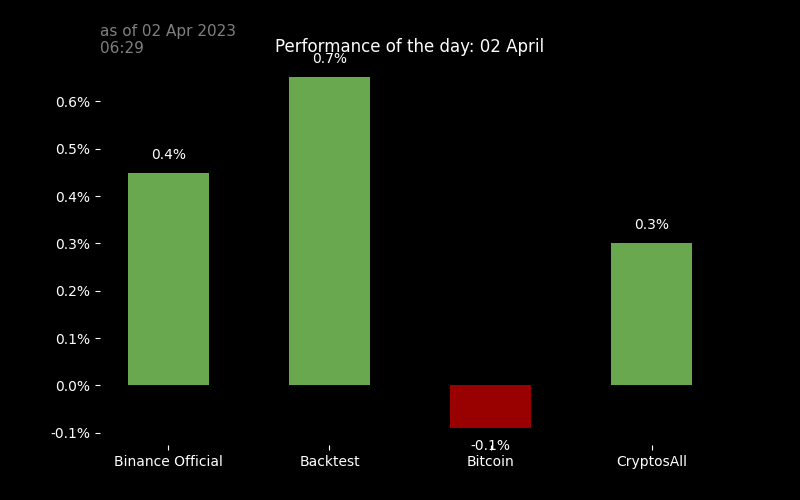 as of 02 Apr 2023
06:29
Performance of the day: 02 April
0.7%
0.6%
0.5%
0.4%
0.4%
0.3%
0.3%
0.2%
0.1%
0.0%
-0.1%
-0.1%
Binance Official
Backtest
Bitcoin
CryptosAll